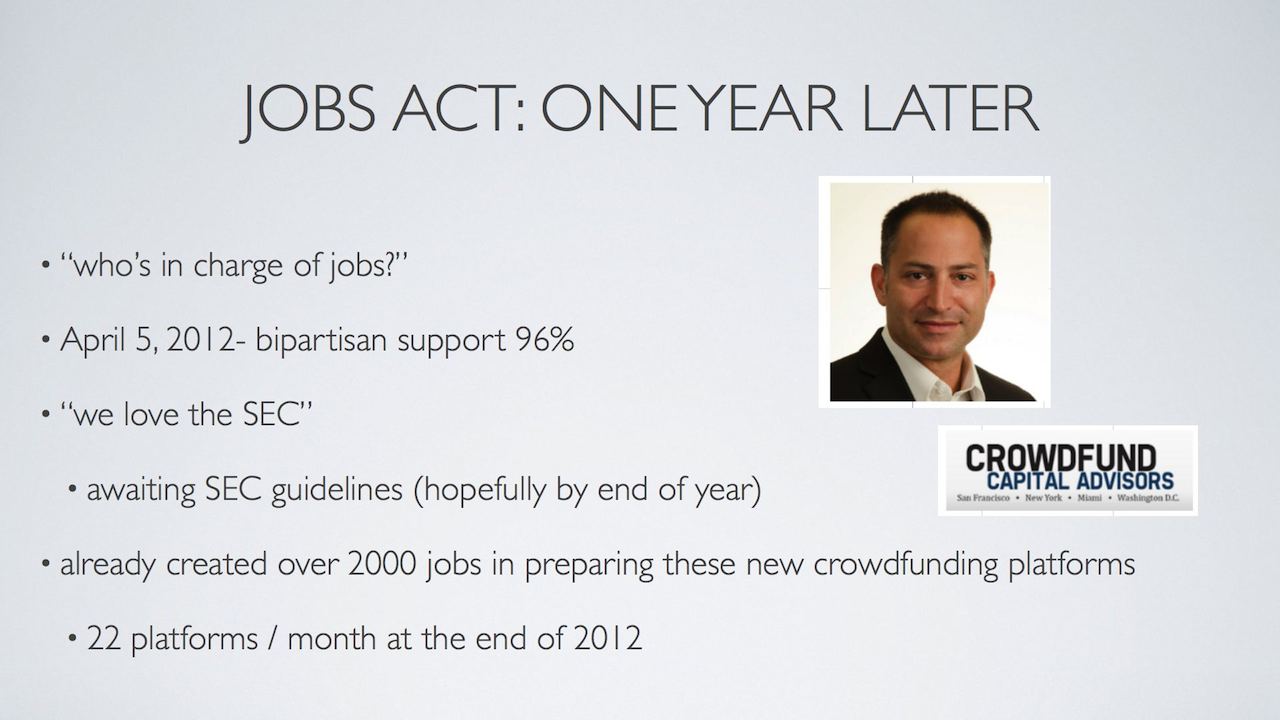 JOBS ACT: ONE YEAR LATER
• “who’s in charge of jobs?”
• April 5, 2012- bipartisan support 96%
• “we love the SEC”
• awaiting SEC guidelines (hopefully by end of year)
CROWDFUND
CAPITAL ADVISORS
San Francisco • New York • Miami • Washington D.C.
• already created over 2000 jobs in preparing these new crowdfunding platforms
• 22 platforms / month at the end of 2012